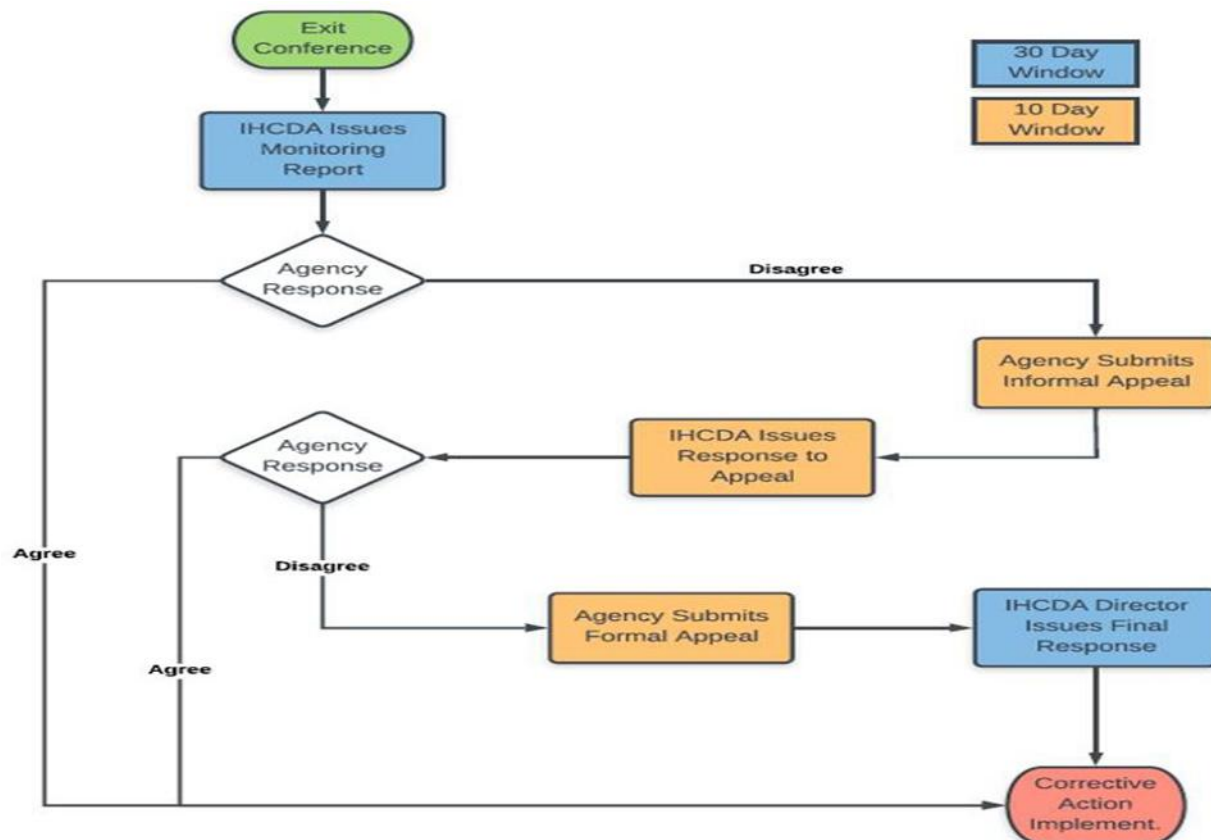 Exit
Conference
30 Day
Window
10 Day
Window
IHCDA Issues
Monitoring
Report
Agency
Response
Disagree
Agency Submits
Informal Appeal
IHCDA Issues
Response to
Appeal
Agency
Response
Agree
Disagree
Agency Submits
Formal Appeal
IHCDA Director
Issues Final
Response
Agree
Corrective
Action
Implement.